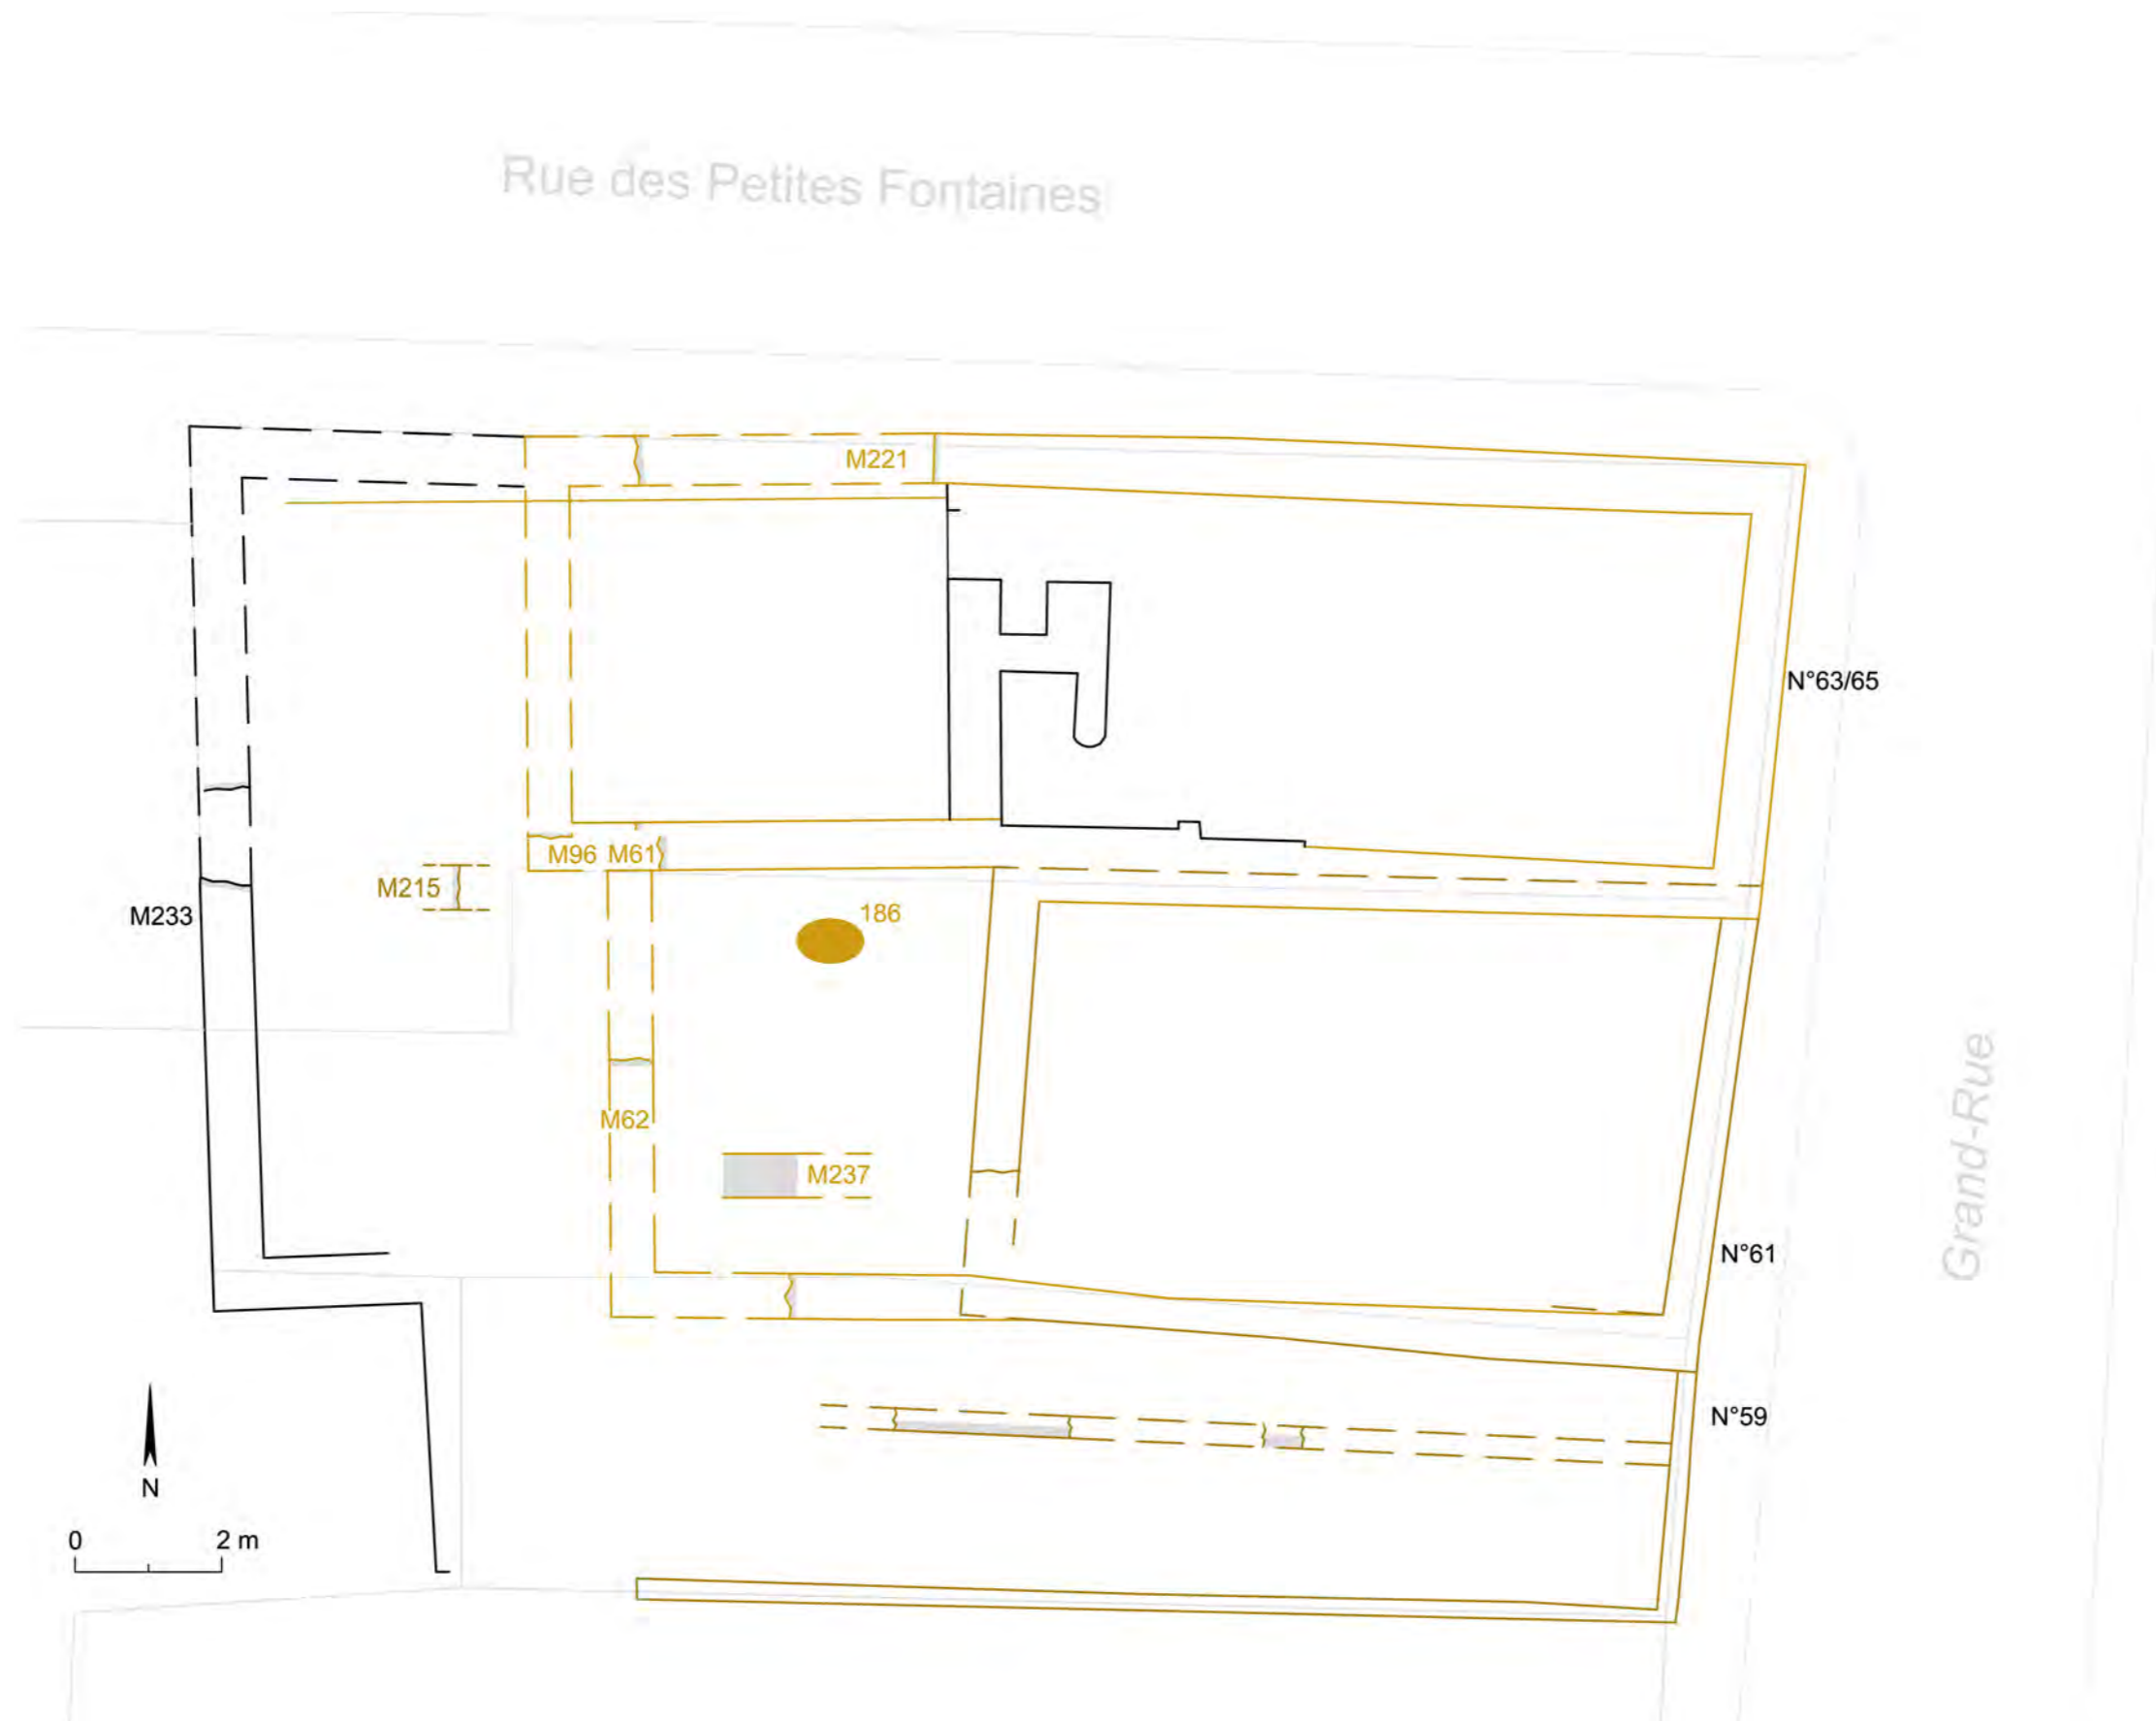 Rue des Petites Fontaines
M221
N°63/65
M96 M61
M215
M233
186
M62
M237
N°61
Grand-Rue
N°59
N
0 2 m